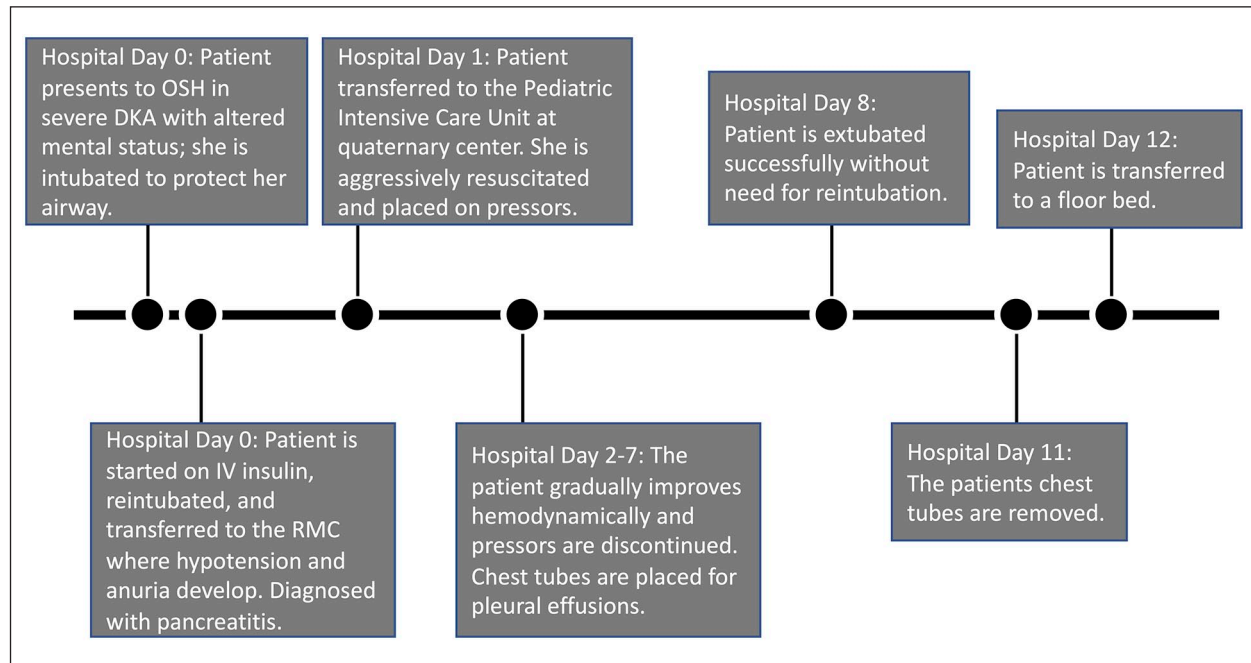 Hospital Day 0: Patient
presents to OSH in
severe DKA with altered
mental status; she is
intubated to protect her
airway.
Hospital Day 1: Patient
transferred to the Pediatric
Intensive Care Unit at
quaternary center. She is
aggressively resuscitated
and placed on pressors.
Hospital Day 8:
Patient is extubated
successfully without
need for reintubation.
Hospital Day 12:
Patient is transferred
to a floor bed.
Hospital Day 0: Patient is
started on IV insulin,
reintubated, and
transferred to the RMC
where hypotension and
anuria develop. Diagnosed
with pancreatitis.
Hospital Day 2-7: The
patient gradually improves
hemodynamically and
pressors are discontinued.
Chest tubes are placed for
pleural effusions.
Hospital Day 11:
The patients chest
tubes are removed.